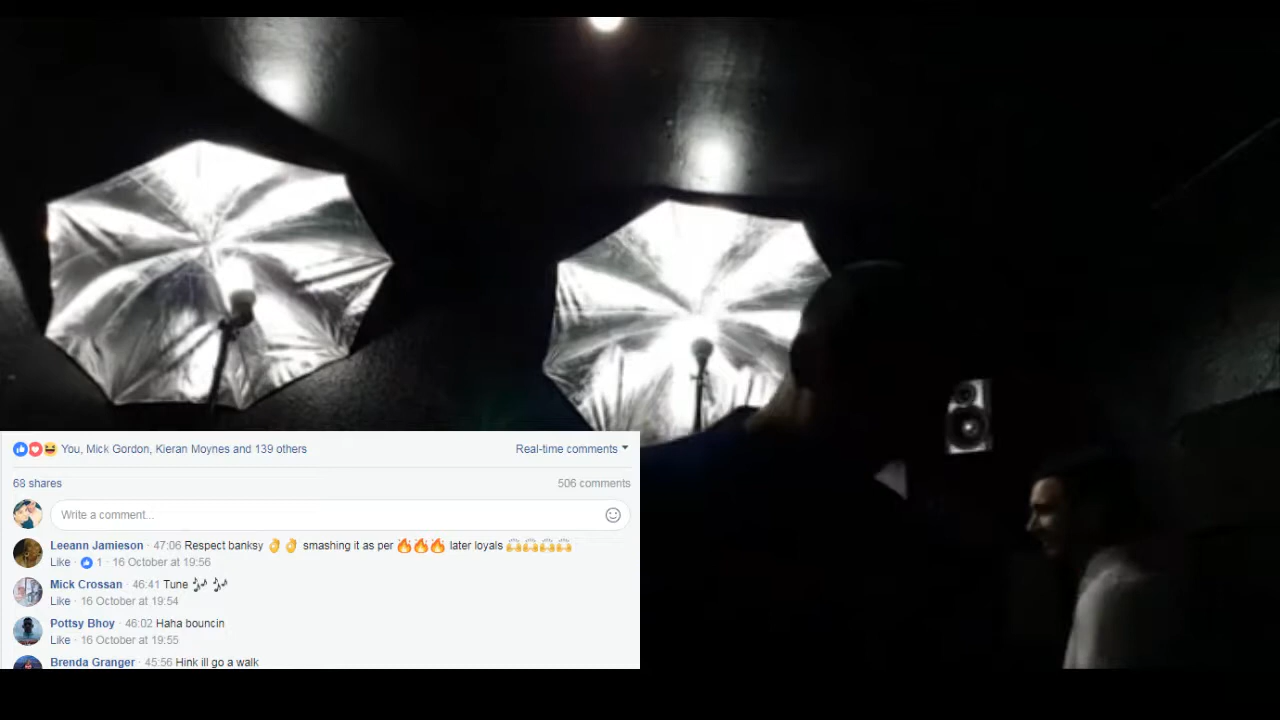 You, Mick Gordon, Kieran Moynes and 139 others Real-time comments
68 shares 506 comments
Write a comment...
Leeann Jamieson · 47:06 Respect banksy 👌👌 smashing it as per 🔥🔥🔥 later loyals 🙌🙌🙌🙌
Like · 1 · 16 October at 19:56
Mick Crossan · 46:41 Tune 🎶 🎶
Like · 16 October at 19:54
Pottsy Bhoy · 46:02 Haha bouncin
Like · 16 October at 19:55
Brenda Granger · 45:56 Hink ill go a walk